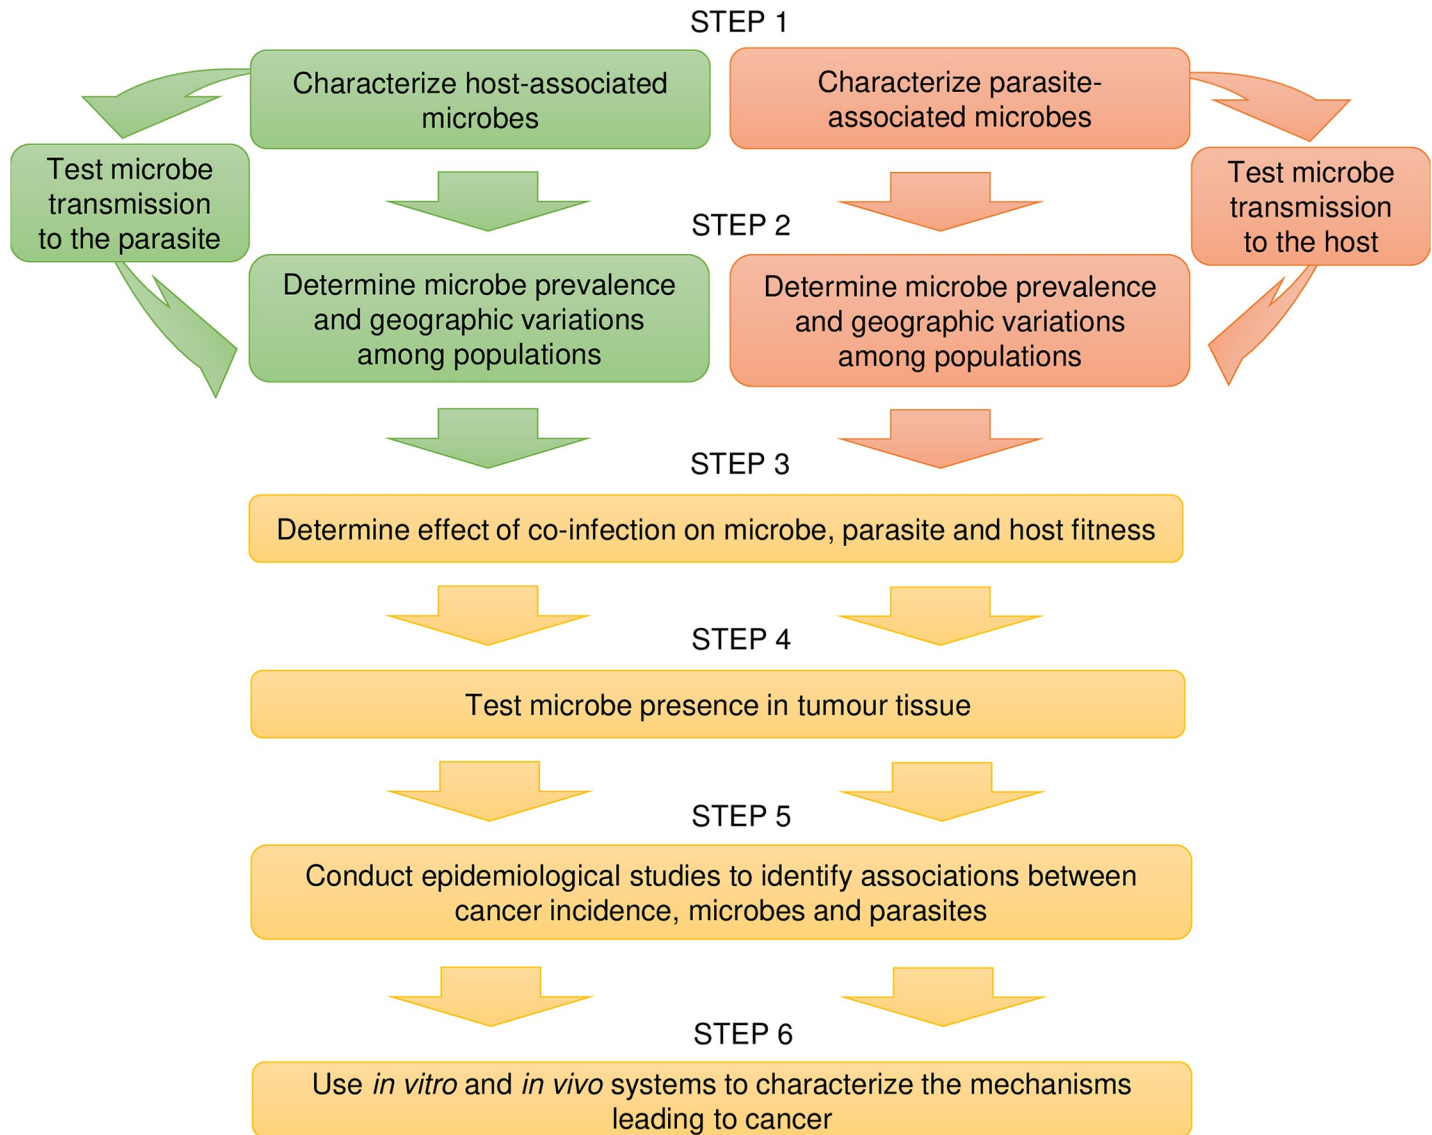 STEP 1
Characterize host-associated
microbes
Characterize parasite-
associated microbes
Test microbe
transmission
to the parasite
Test microbe
transmission
to the host
STEP 2
Determine microbe prevalence
and geographic variations
among populations
Determine microbe prevalence
and geographic variations
among populations
STEP 3
Determine effect of co-infection on microbe, parasite and host fitness
STEP 4
Test microbe presence in tumour tissue
STEP 5
Conduct epidemiological studies to identify associations between
cancer incidence, microbes and parasites
STEP 6
Use in vitro and in vivo systems to characterize the mechanisms
leading to cancer